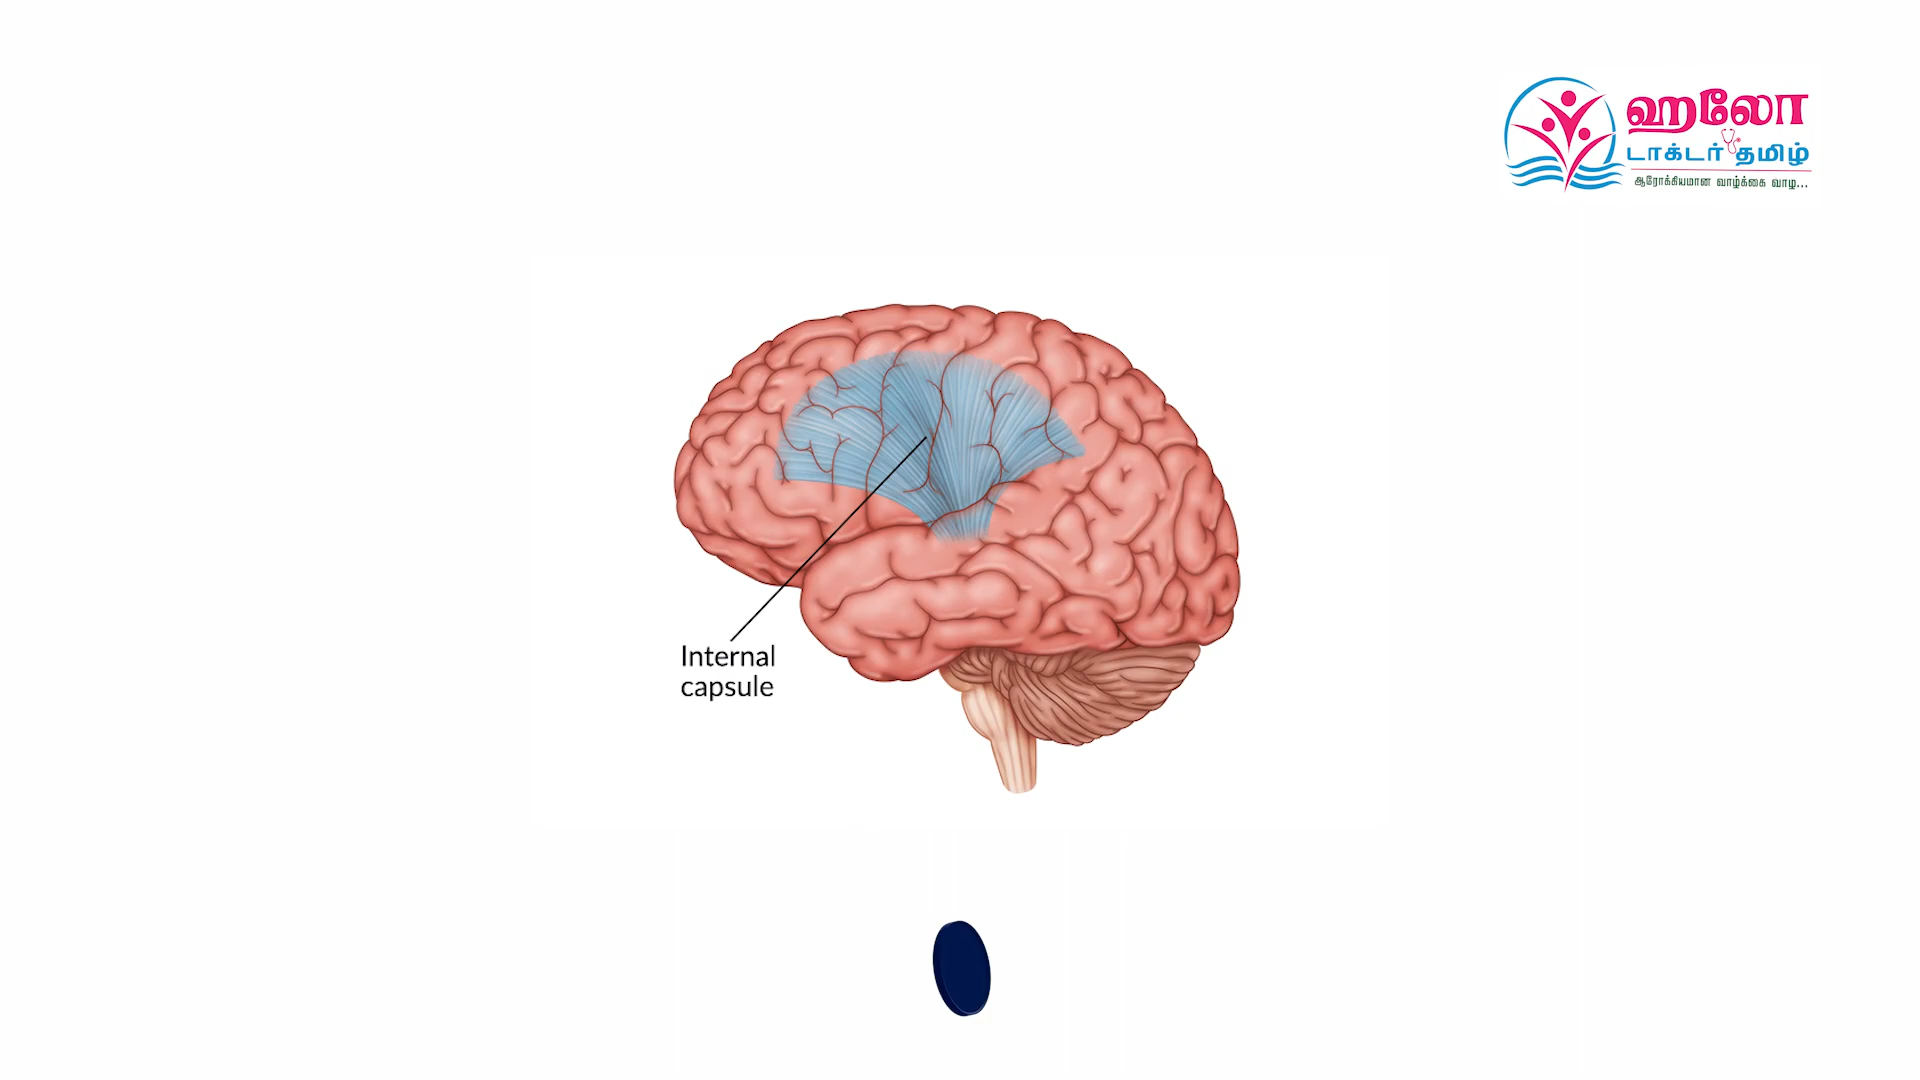 ஹலோ
டாக்டர் தமிழ்
ஆரோக்கியமான வாழ்க்கை வாழ...
Internal
capsule